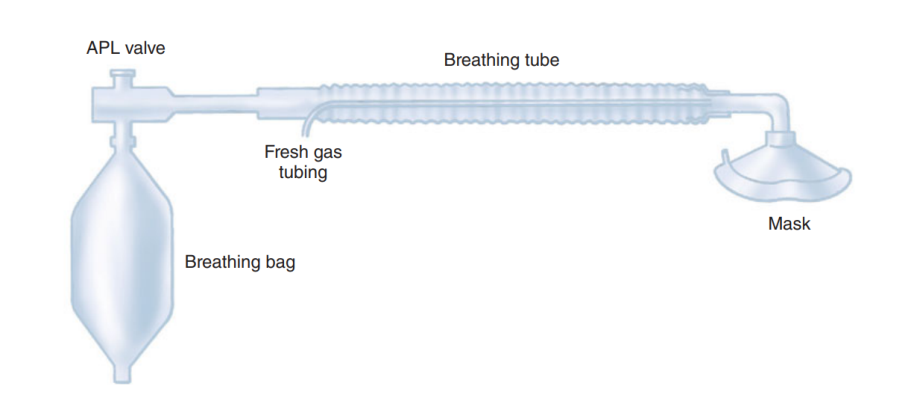 APL valve
Breathing tube
Fresh gas
tubing
Mask
Breathing bag